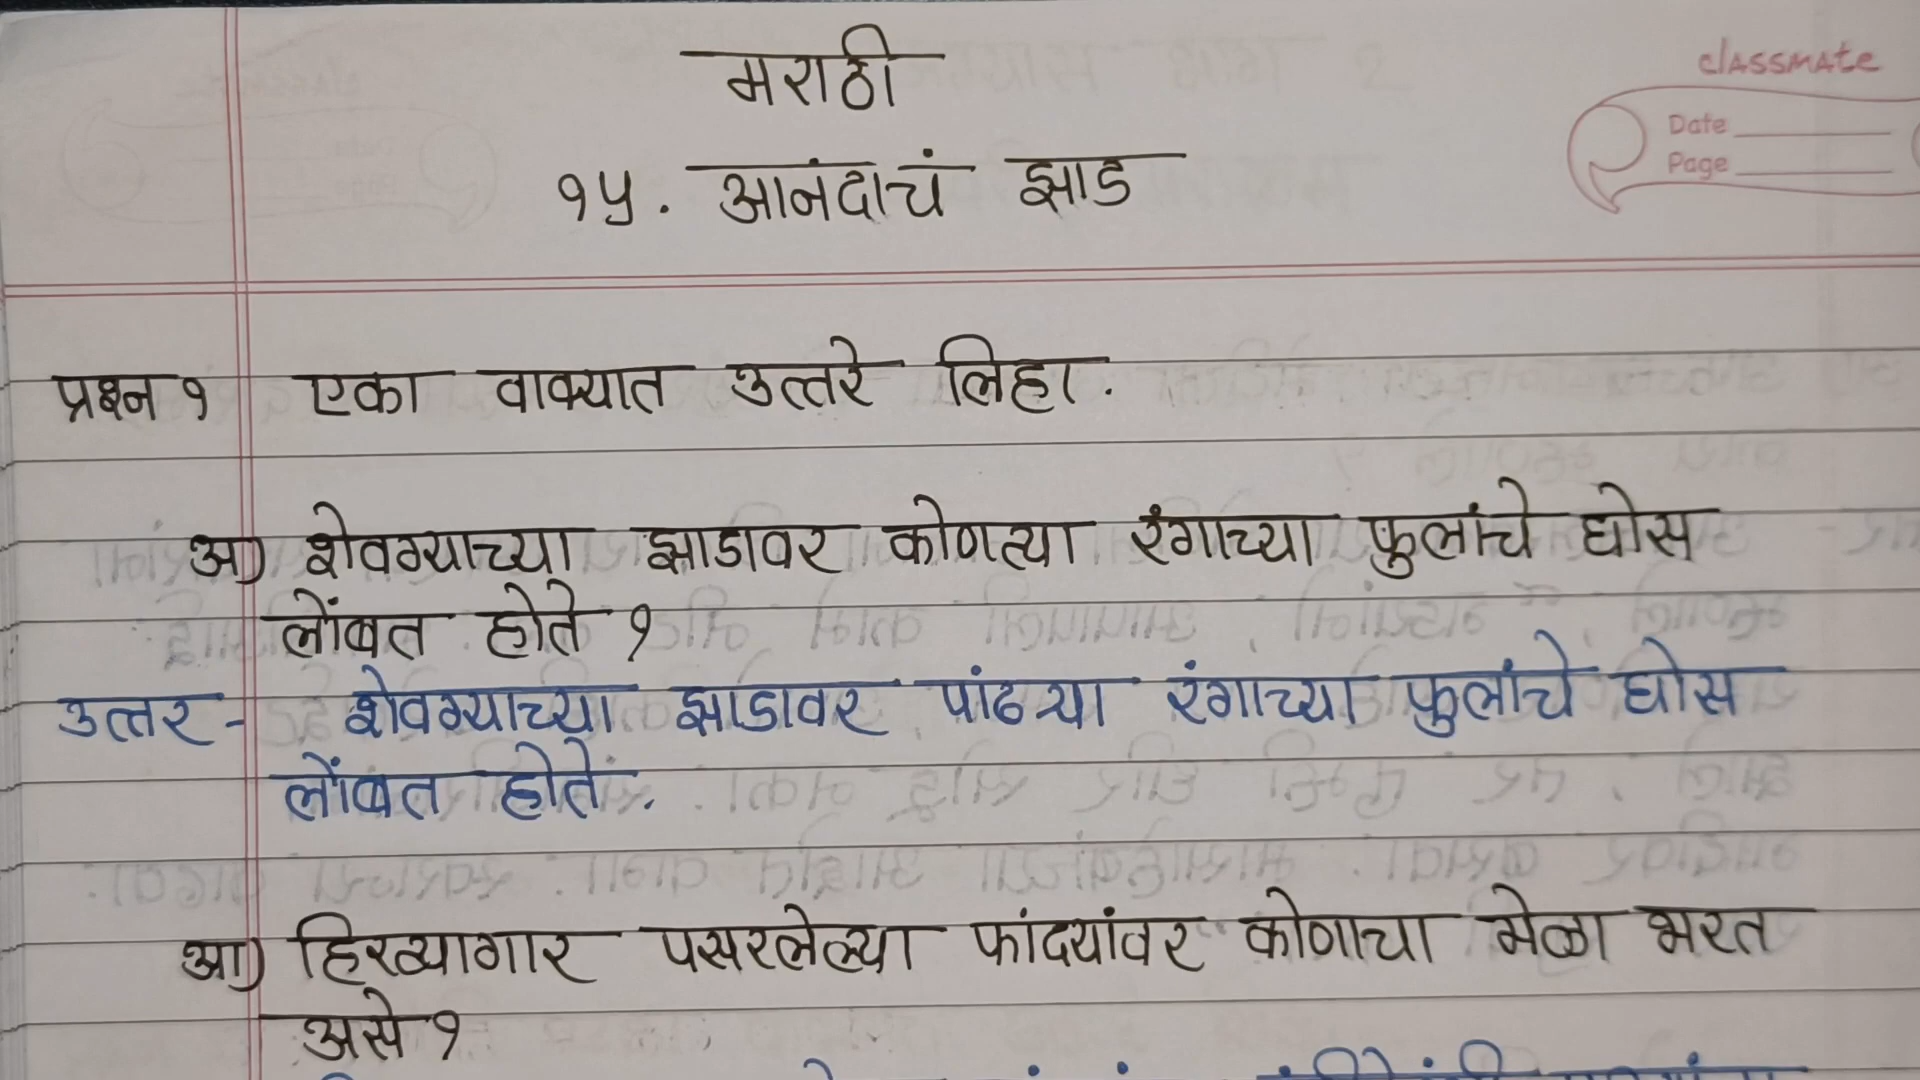 मराठी
classmate
Date
१५. आनंदाचं झाड
Page
प्रश्न १ एका वाक्यात उत्तरे लिहा.
अ) शेवग्याच्या झाडावर कोणत्या रंगाच्या फुलांचे घोस
लोंबत होते ?
उत्तर - शेवग्याच्या झाडावर पांढऱ्या रंगाच्या फुलांचे घोस
लोंबत होते.
आ) हिरव्यागार पसरलेल्या फांदयांवर कोणाचा मेळा भरत
असे ?